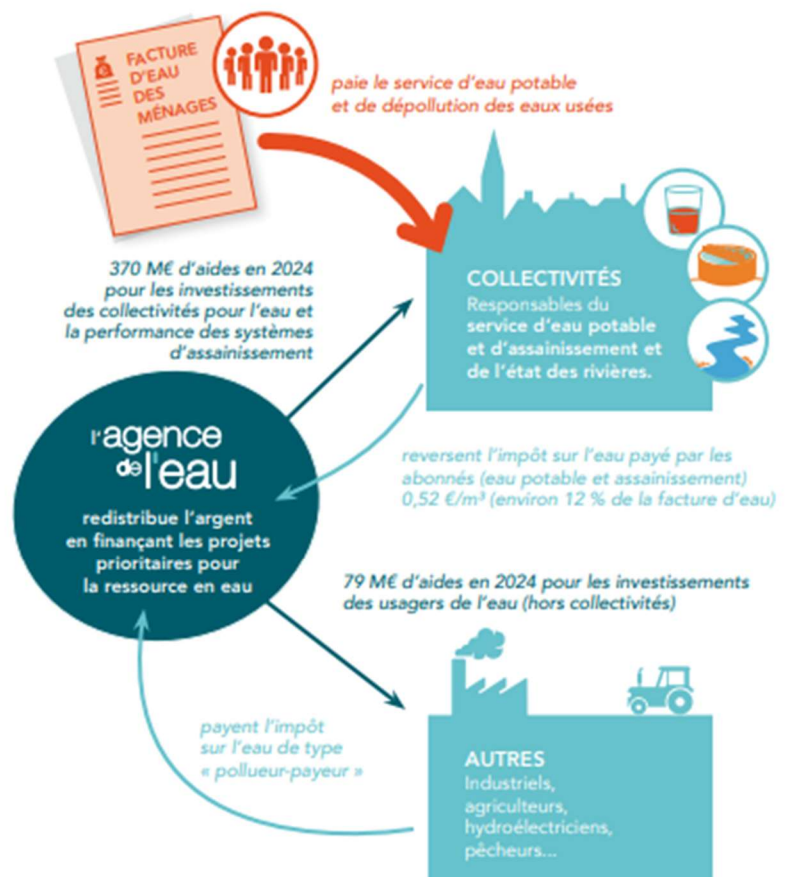 FACTURE
D'EAU
DES
MÉNAGES
paie le service d'eau potable
et de dépollution des eaux usées
370 M€ d'aides en 2024
pour les investissements
des collectivités pour l'eau et
la performance des systèmes
d'assainissement
COLLECTIVITÉS
Responsables du
service d'eau potable
et d'assainissement et
de l'état des rivières.
l'agence
de l'eau
redistribue l'argent
en finançant les projets
prioritaires pour
la ressource en eau
reversent l'impôt sur l'eau payé par les
abonnés (eau potable et assainissement)
0,52 €/m³ (environ 12 % de la facture d'eau)
79 M€ d'aides en 2024 pour les investissements
des usagers de l'eau (hors collectivités)
payent l'impôt
sur l'eau de type
« pollueur-payeur »
AUTRES
Industriels,
agriculteurs,
hydroélectriciens,
pêcheurs...